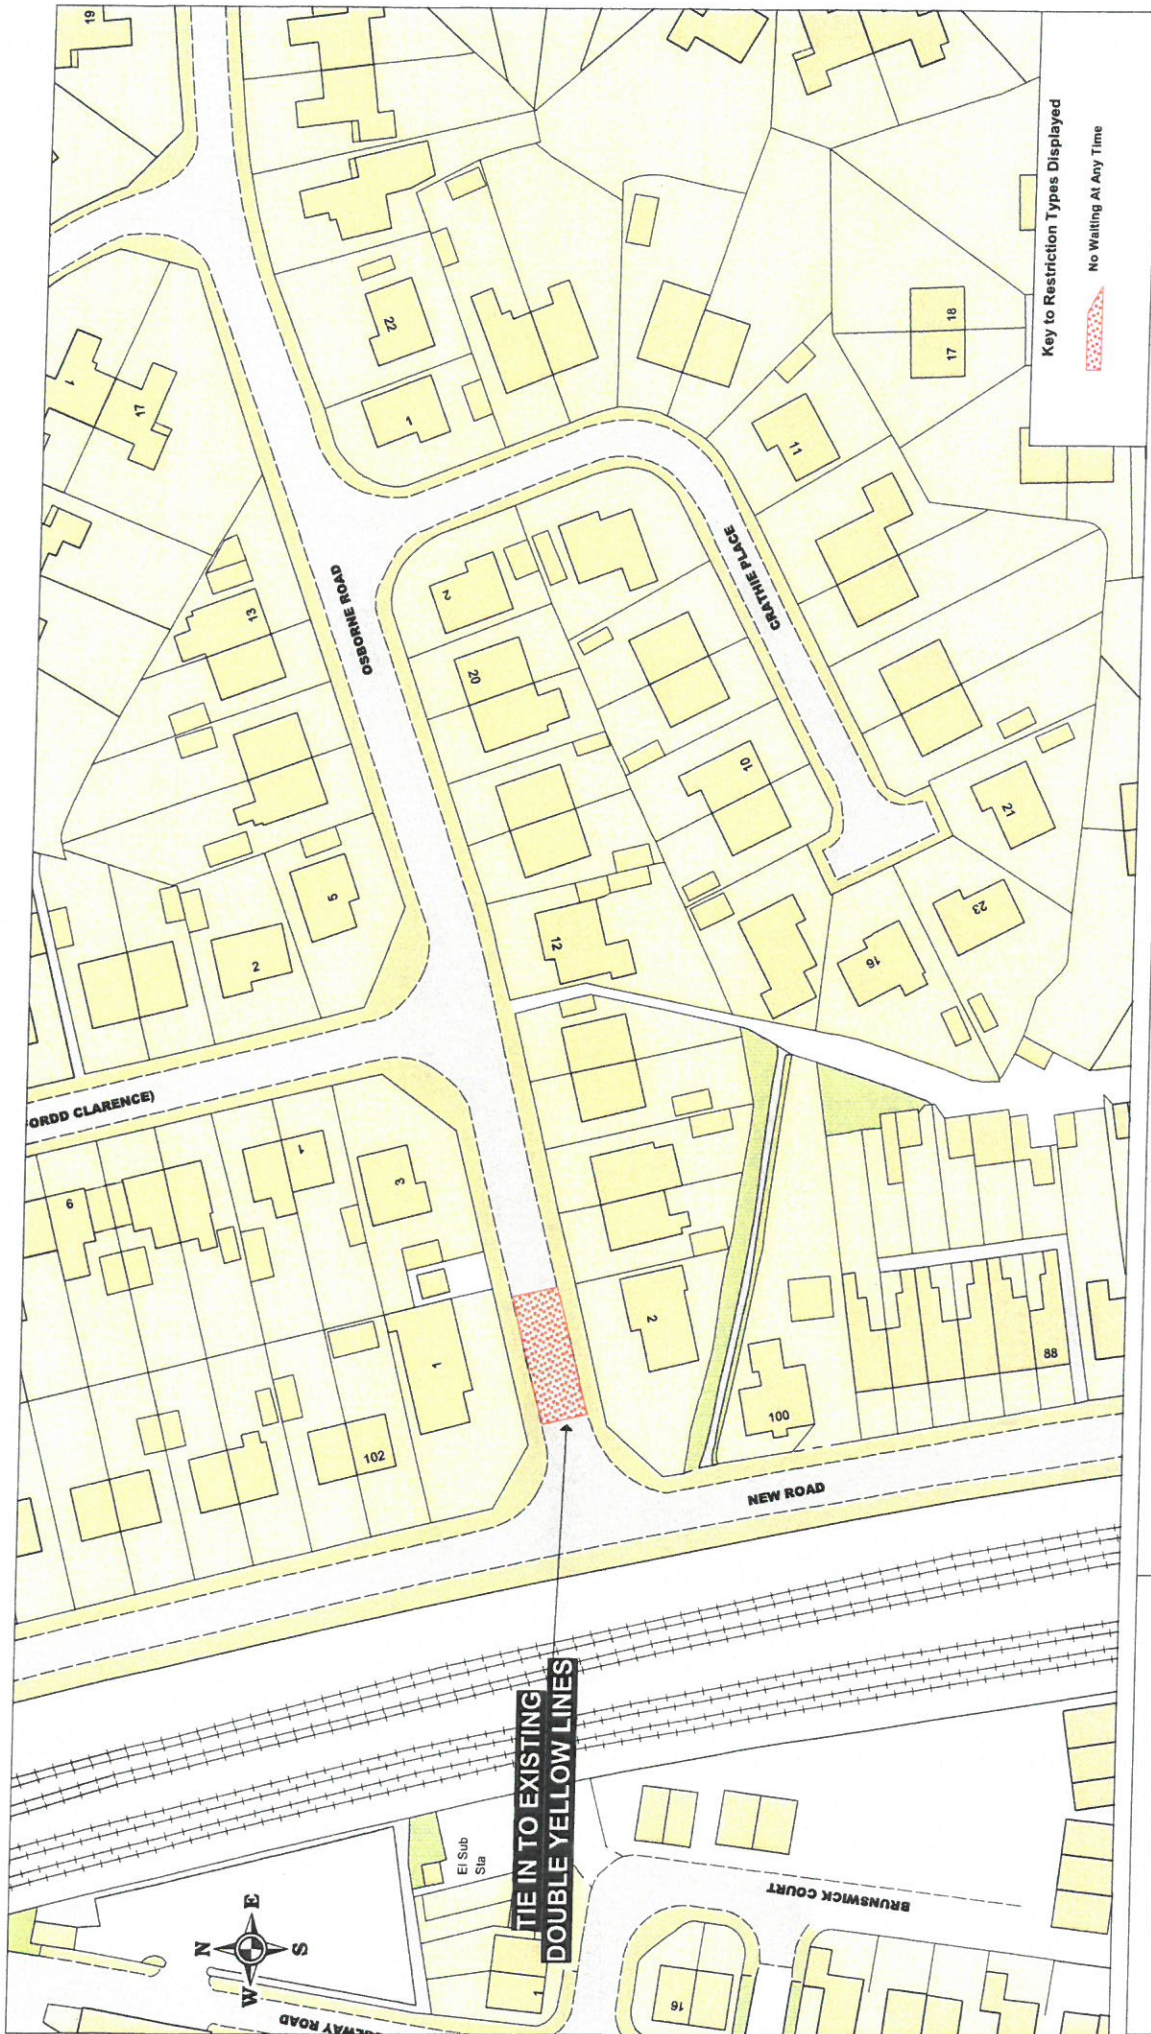 19
1
17
22
1
13
OSBORNE ROAD
2
20
11
17
18
Key to Restriction Types Displayed
No Waiting At Any Time
CRATHIE PLACE
10
5
2
12
21
23
16
FORDD CLARENCE)
9
1
3
1
102
2
100
88
NEW ROAD
TIE IN TO EXISTING
DOUBLE YELLOW LINES
El Sub
Sta
N
E
S
W
1
16
BRUNSWICK COURT